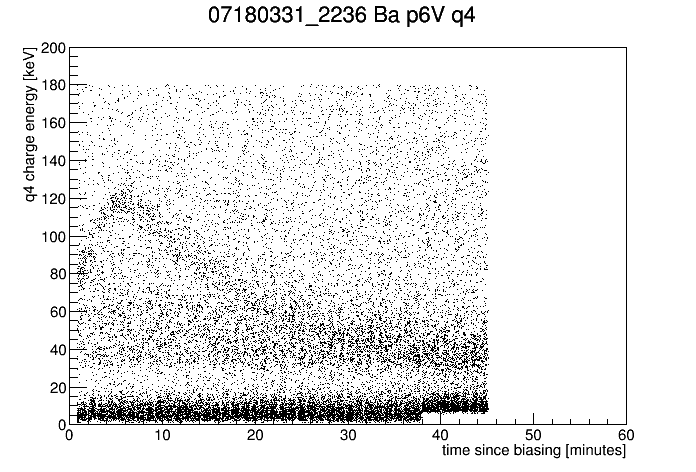 07180331_2236 Ba p6V q4
q4 charge energy [keV]
200
180
160
140
120
100
80
60
40
20
0
0 10 20 30 40 50 60
time since biasing [minutes]